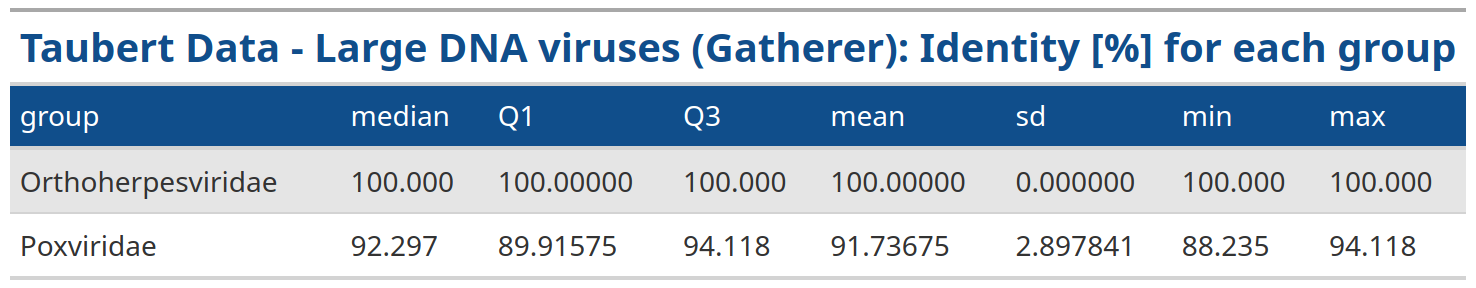 Taubert Data - Large DNA viruses (Gatherer): Identity [%] for each group
group median Q1 Q3 mean sd min max
Orthoherpesviridae 100.000 100.00000 100.000 100.00000 0.000000 100.000 100.000
Poxviridae 92.297 89.91575 94.118 91.73675 2.897841 88.235 94.118